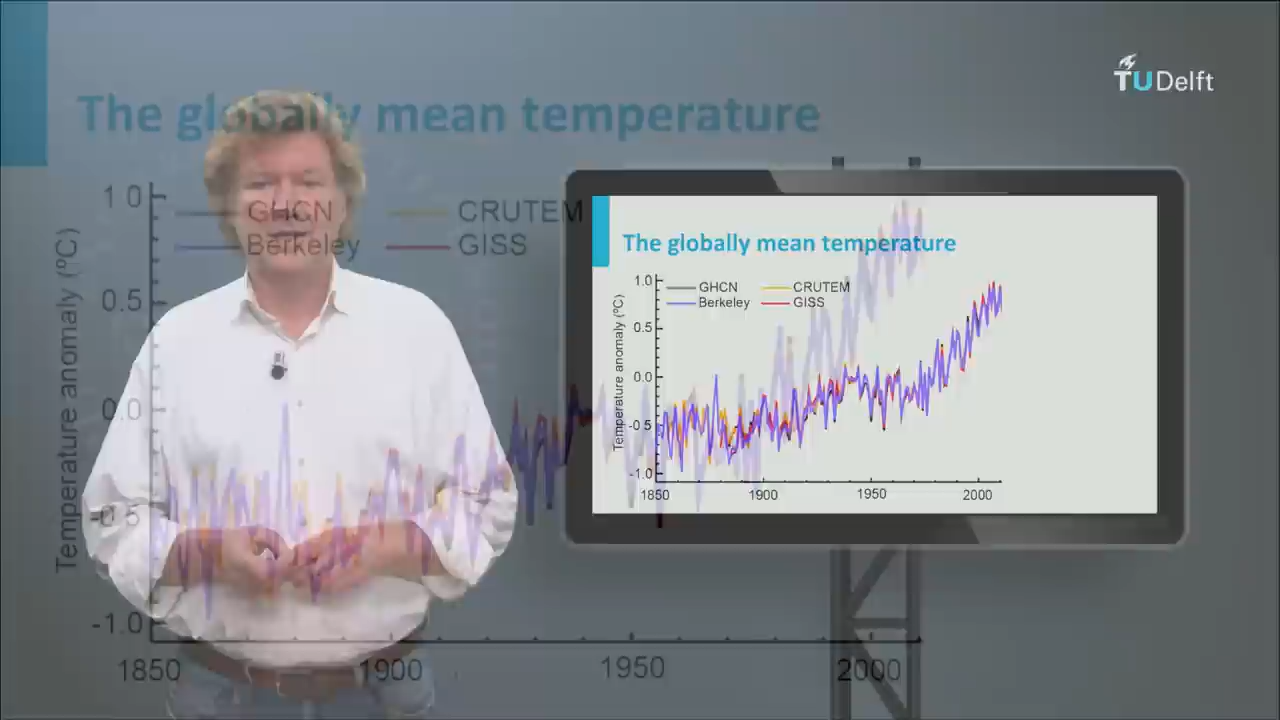 TUDelft
The globally mean temperature
1.0
GHCN
CRUTEM
Berkeley
GISS
0.5
0.0
-0.5
-1.0
Temperature anomaly (ºC)
1850
1900
1950
2000
The globally mean temperature
1.0
GHCN
CRUTEM
Berkeley
GISS
0.5
0.0
-0.5
-1.0
Temperature anomaly (ºC)
1850
1900
1950
2000